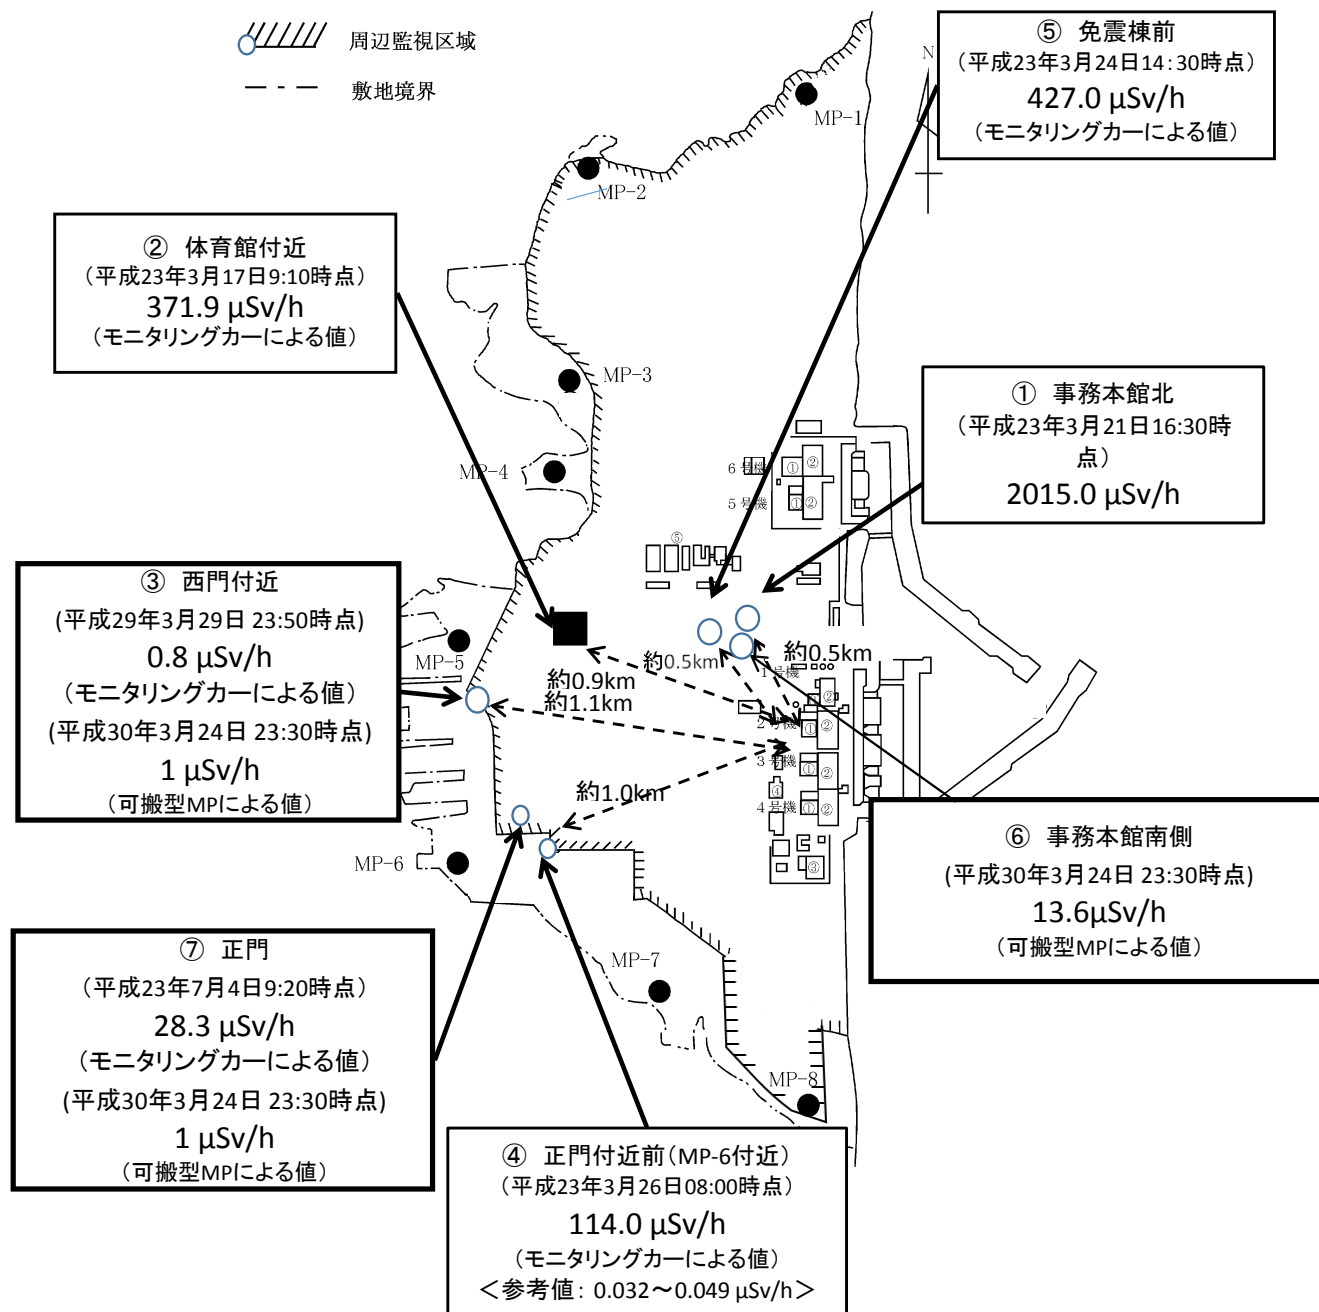 周辺監視区域
敷地境界
⑤ 免震棟前
(平成23年3月24日14:30時点)
427.0 μSv/h
(モニタリングカーによる値)
N
MP-1
MP-2
② 体育館付近
(平成23年3月17日9:10時点)
371.9 μSv/h
(モニタリングカーによる値)
MP-3
① 事務本館北
(平成23年3月21日16:30時
点)
2015.0 μSv/h
MP-4
6号機
①
②
5号機
①
②
⑤
③ 西門付近
(平成29年3月29日 23:50時点)
0.8 μSv/h
(モニタリングカーによる値)
(平成30年3月24日 23:30時点)
1 μSv/h
(可搬型MPによる値)
MP-5
約0.5km
約0.5km
約0.9km
約1.1km
1号機
②
2号機
①
②
3号機
①
②
④
約1.0km
4号機
①
②
③
MP-6
⑥ 事務本館南側
(平成30年3月24日 23:30時点)
13.6μSv/h
(可搬型MPによる値)
⑦ 正門
(平成23年7月4日9:20時点)
28.3 μSv/h
(モニタリングカーによる値)
(平成30年3月24日 23:30時点)
1 μSv/h
(可搬型MPによる値)
MP-7
MP-8
④ 正門付近前(MP-6付近)
(平成23年3月26日08:00時点)
114.0 μSv/h
(モニタリングカーによる値)
<参考値: 0.032～0.049 μSv/h>